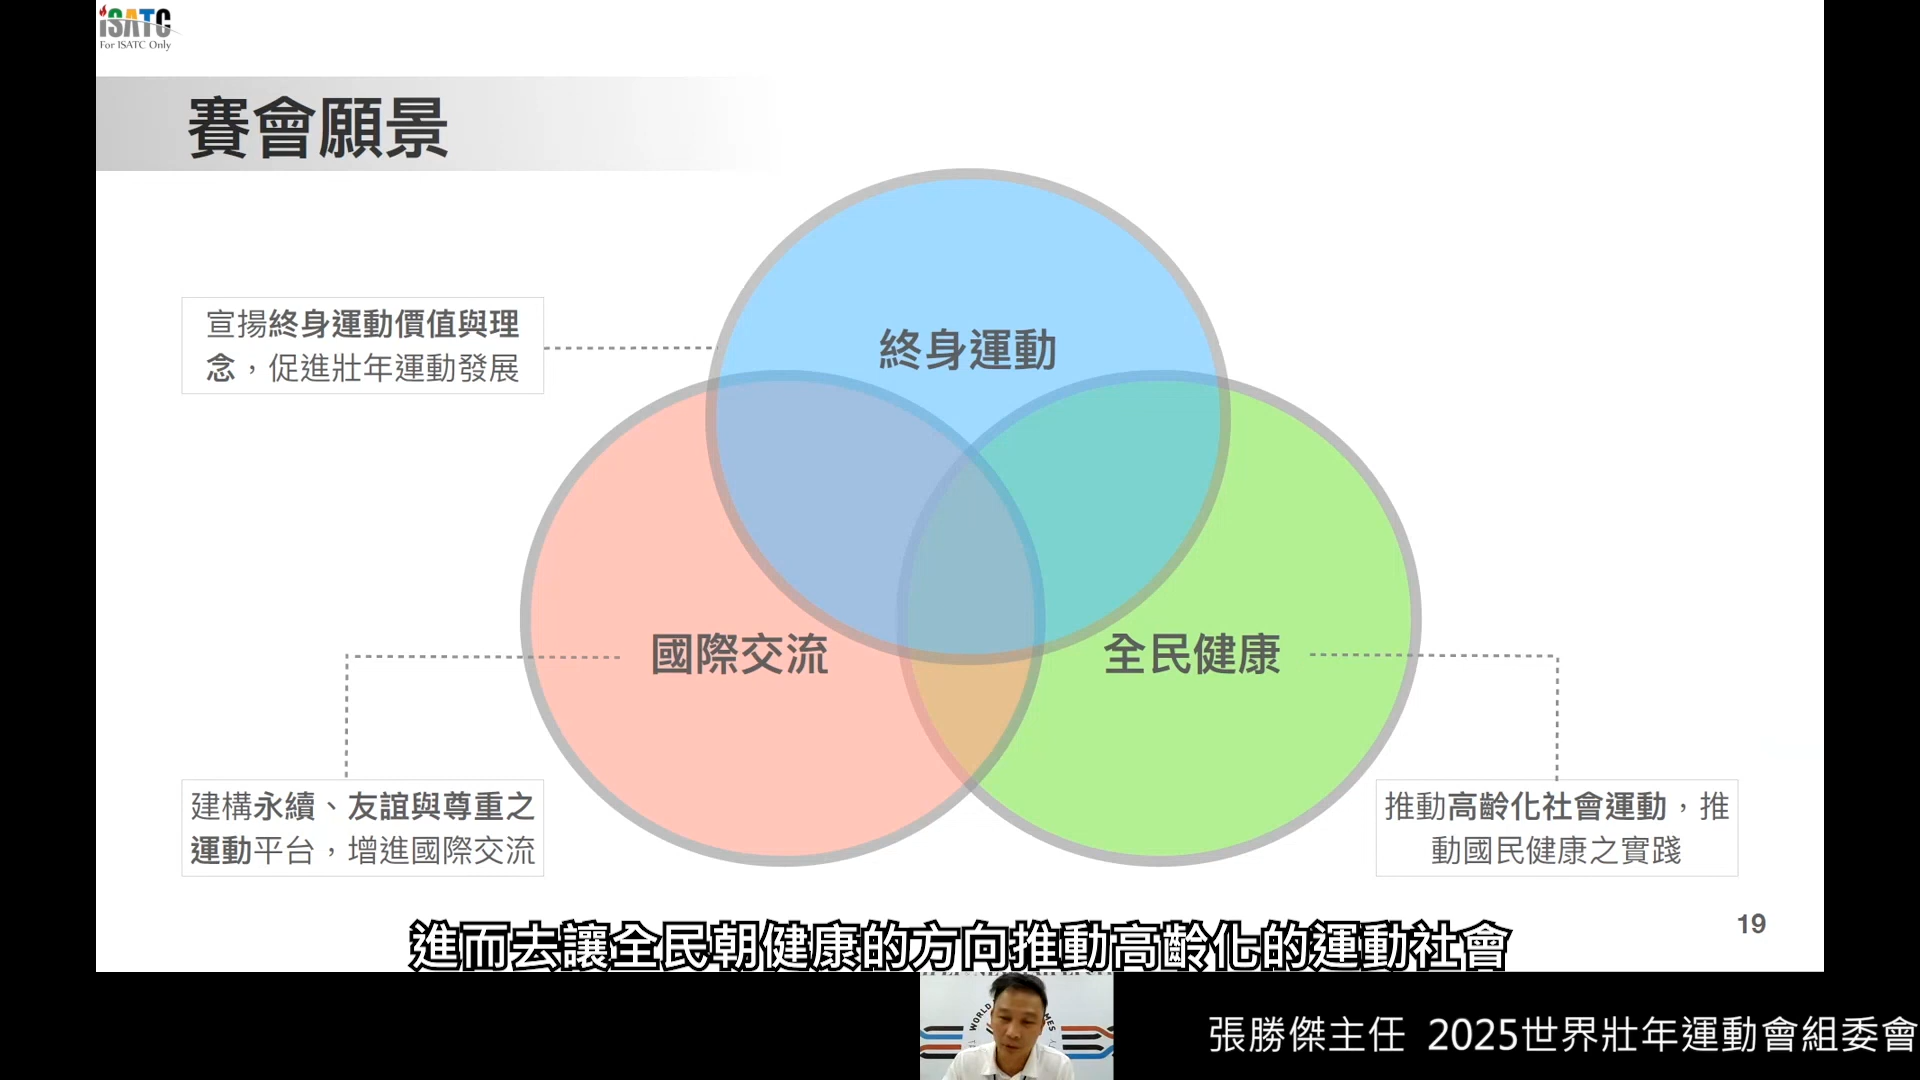 iSATC
For ISATC Only
賽會願景
宣揚終身運動價值與理
念，促進壯年運動發展
終身運動
國際交流
全民健康
建構永續、友誼與尊重之
運動平台，增進國際交流
推動高齡化社會運動，推
動國民健康之實踐
19
進而去讓全民朝健康的方向推動高齡化的運動社會
張勝傑主任 2025世界壯年運動會組委會